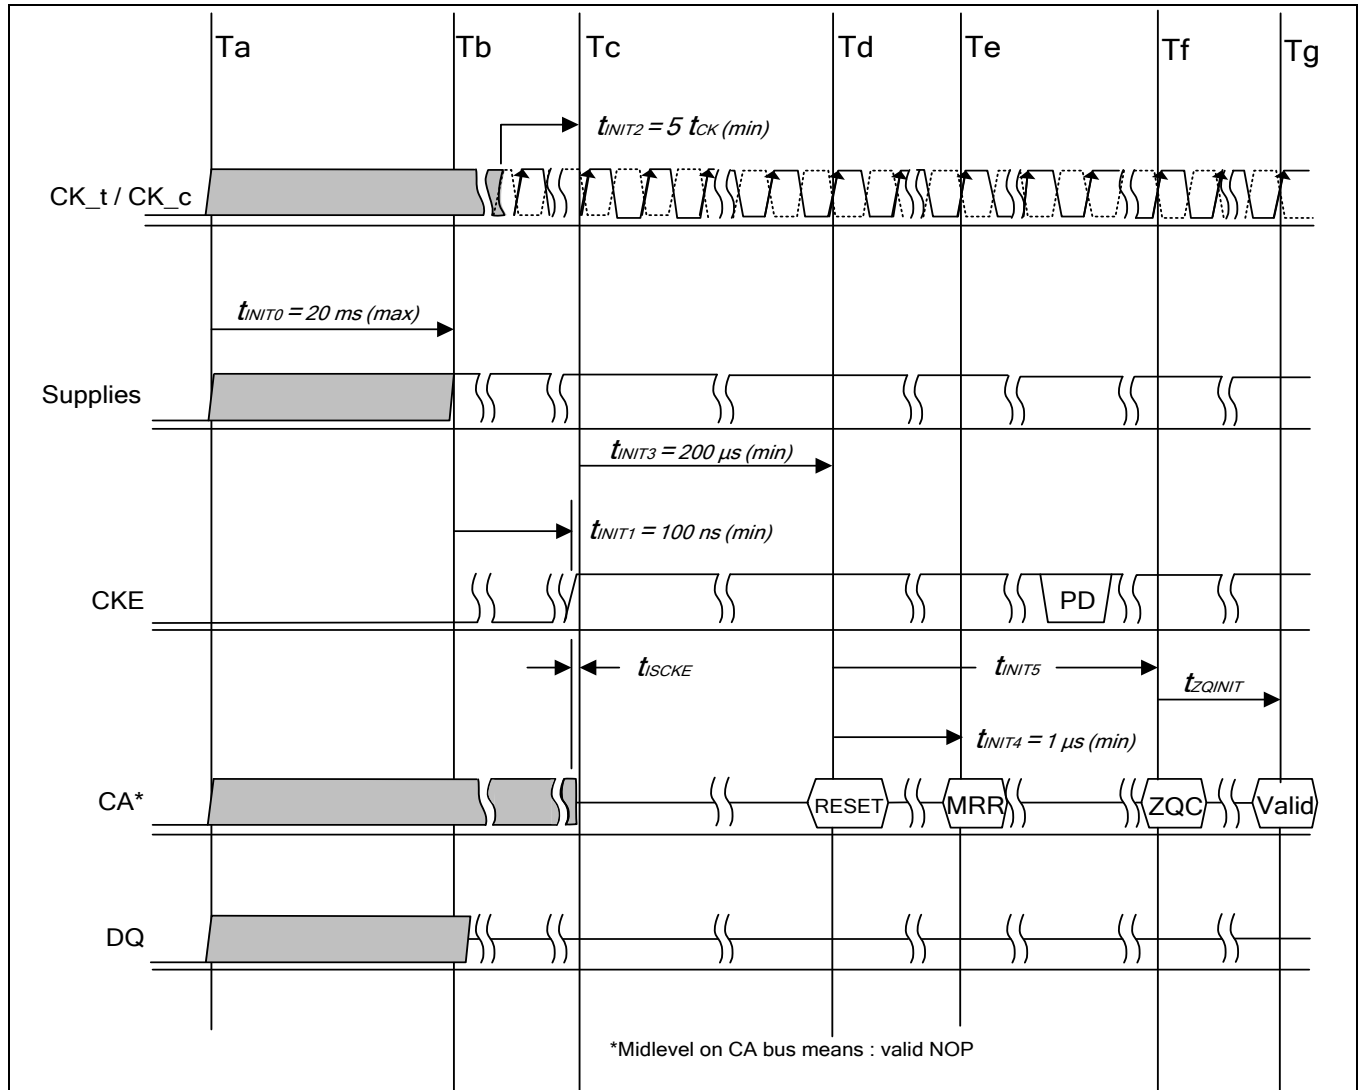 Ta Tb Tc Td Te Tf Tg
tINIT2 = 5 tCK (min)
CK_t / CK_c
tINIT0 = 20 ms (max)
Supplies
tINIT3 = 200 µs (min)
tINIT1 = 100 ns (min)
CKE
PD
tISCKE
tINIT5
tZQINIT
tINIT4 = 1 µs (min)
CA*
RESET MRR ZQC Valid
DQ
*Midlevel on CA bus means : valid NOP